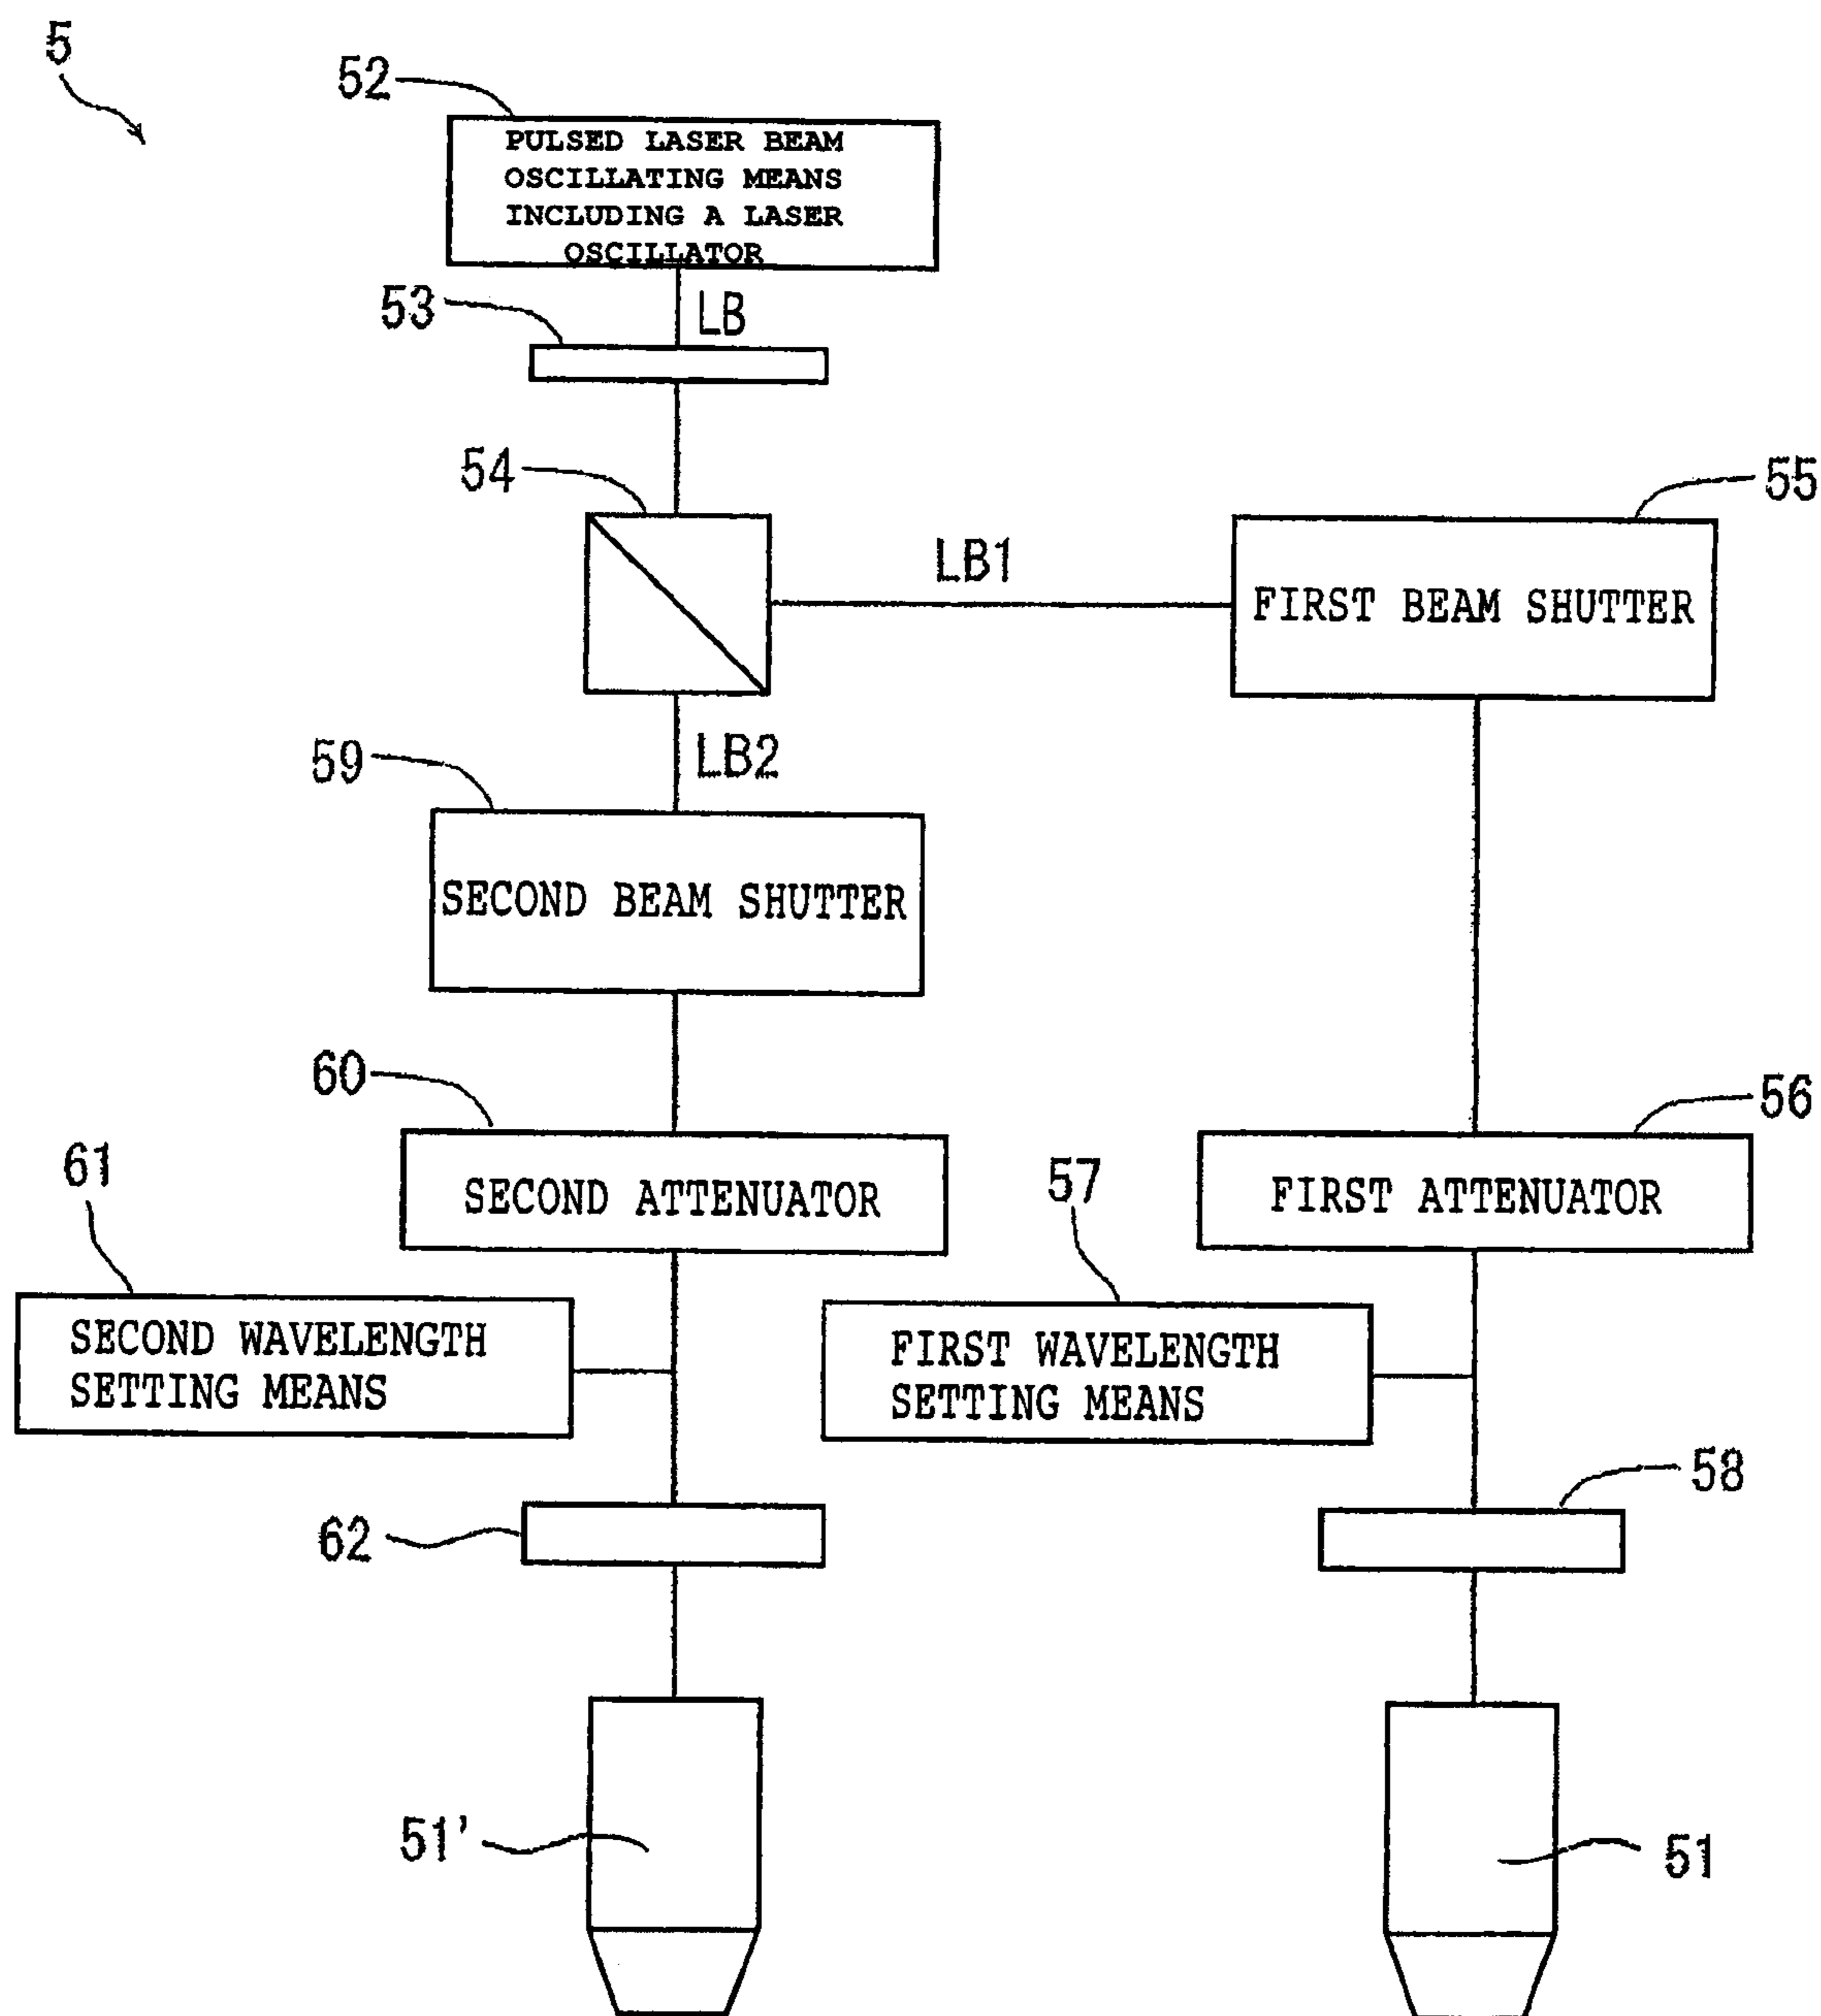 5
52
PULSED LASER BEAM
OSCILLATING MEANS
INCLUDING A LASER
OSCILLATOR
53
LB
54
55
LB1
FIRST BEAM SHUTTER
59
LB2
SECOND BEAM SHUTTER
60
56
61
57
SECOND ATTENUATOR
FIRST ATTENUATOR
SECOND WAVELENGTH
SETTING MEANS
FIRST WAVELENGTH
SETTING MEANS
58
62
51'
51